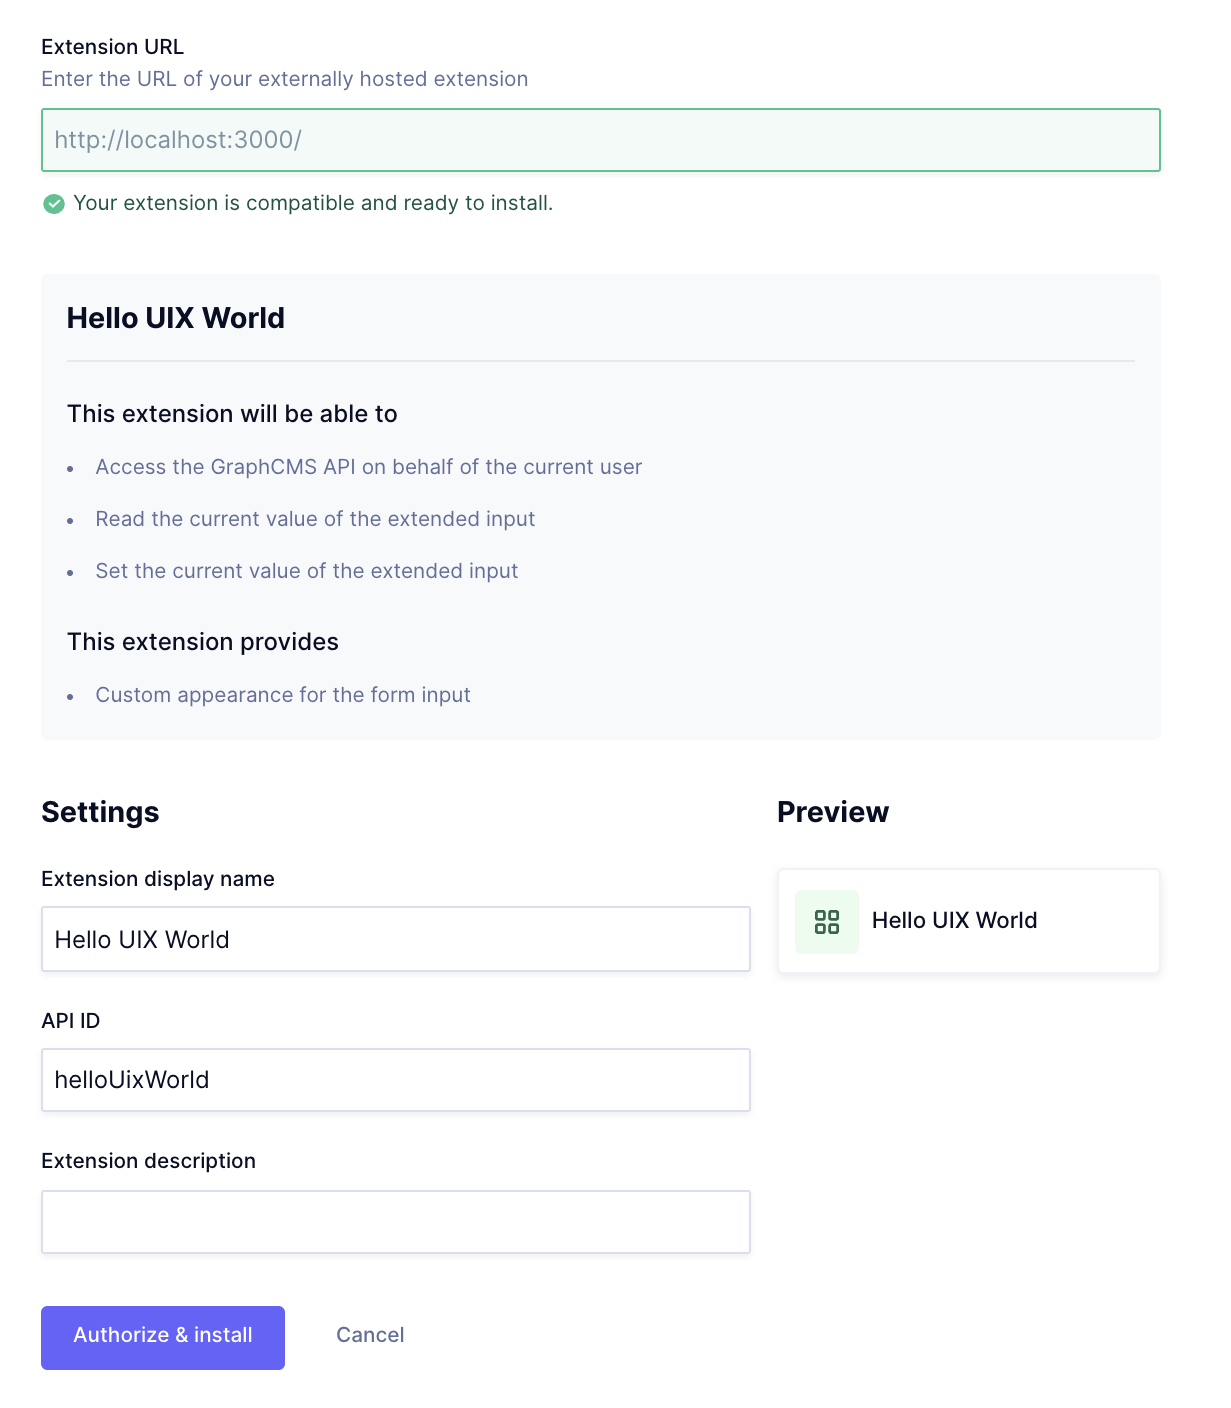 Extension URL
Enter the URL of your externally hosted extension
http://localhost:3000/
Your extension is compatible and ready to install.
Hello UIX World
This extension will be able to
• Access the GraphCMS API on behalf of the current user
• Read the current value of the extended input
• Set the current value of the extended input
This extension provides
• Custom appearance for the form input
Settings
Extension display name
Hello UIX World
API ID
helloUixWorld
Extension description
Preview
Hello UIX World
Authorize & install
Cancel